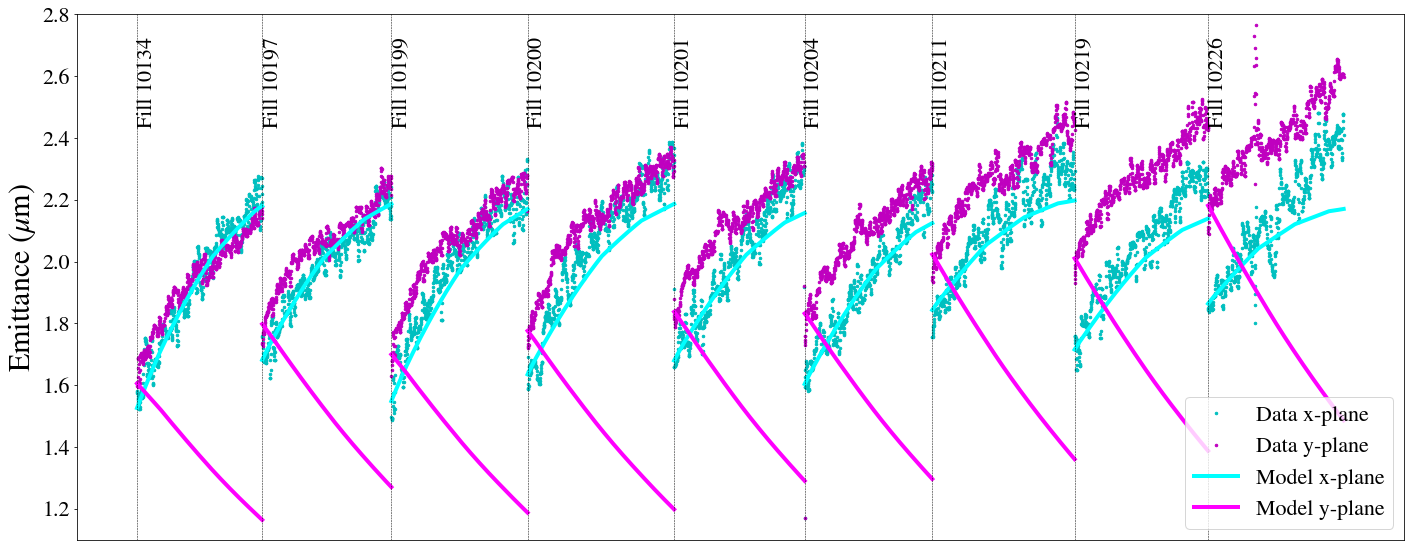 2.8
2.6
2.4
2.2
2.0
1.8
1.6
1.4
1.2
Emittance (μm)
Fill 10134
Fill 10197
Fill 10199
Fill 10200
Fill 10201
Fill 10204
Fill 10211
Fill 10219
Fill 10226
Data x-plane
Data y-plane
Model x-plane
Model y-plane